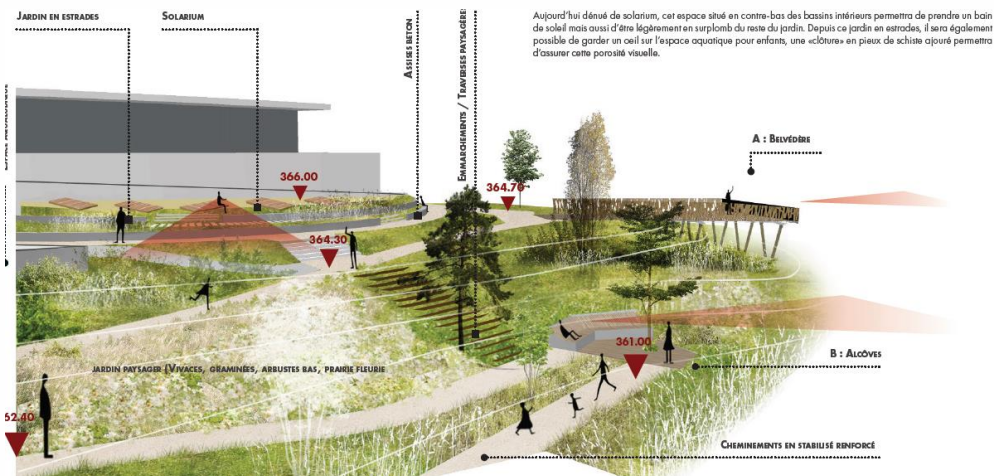 Jardin en estrades
Solarium
Assises beton
Emmarchements / Traverses paysagères
Aujourd'hui dénué de solarium, cet espace situé en contre-bas des bassins intérieurs permettra de prendre un bain
de soleil mais aussi d'être légèrement en surplomb du reste du jardin. Depuis ce jardin en estrades, il sera également
possible de garder un oeil sur l'espace aquatique pour enfants, une «clôture» en pieux de schiste ajouré permettra
d'assurer cette porosité visuelle.
A : Belvédère
366.00
364.70
364.30
361.00
B : Alcôves
jardin paysager (Vivaces, graminées, arbustes bas, prairie fleurie
62.40
Cheminements en stabilisé renforcé